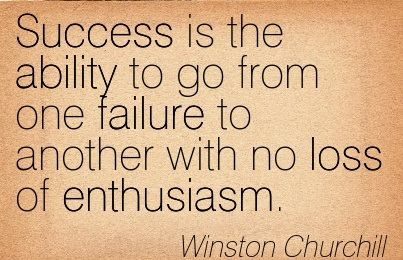 Success is the
ability to go from
one failure to
another with no loss
of enthusiasm.
Winston Churchill